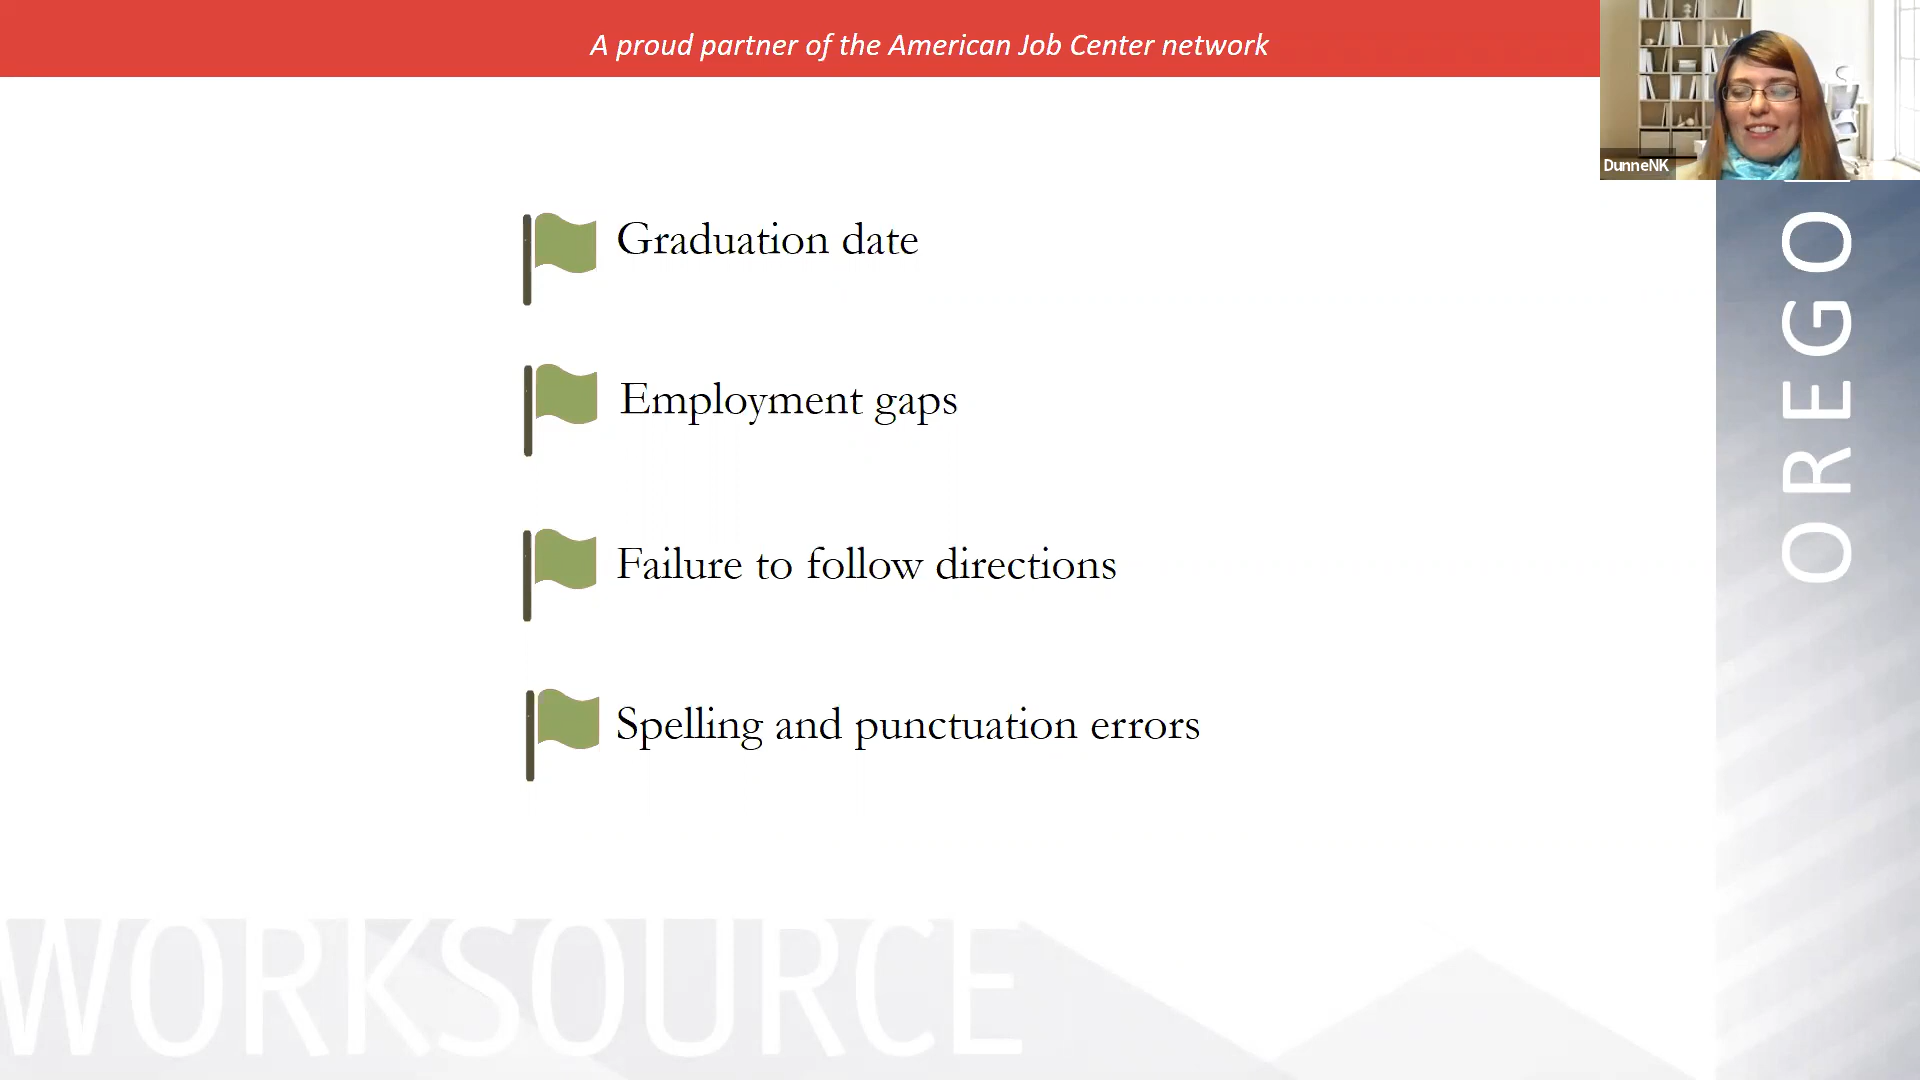 A proud partner of the American Job Center network
DunneNK
Graduation date
Employment gaps
Failure to follow directions
Spelling and punctuation errors
OREGO
WORKSOURCE